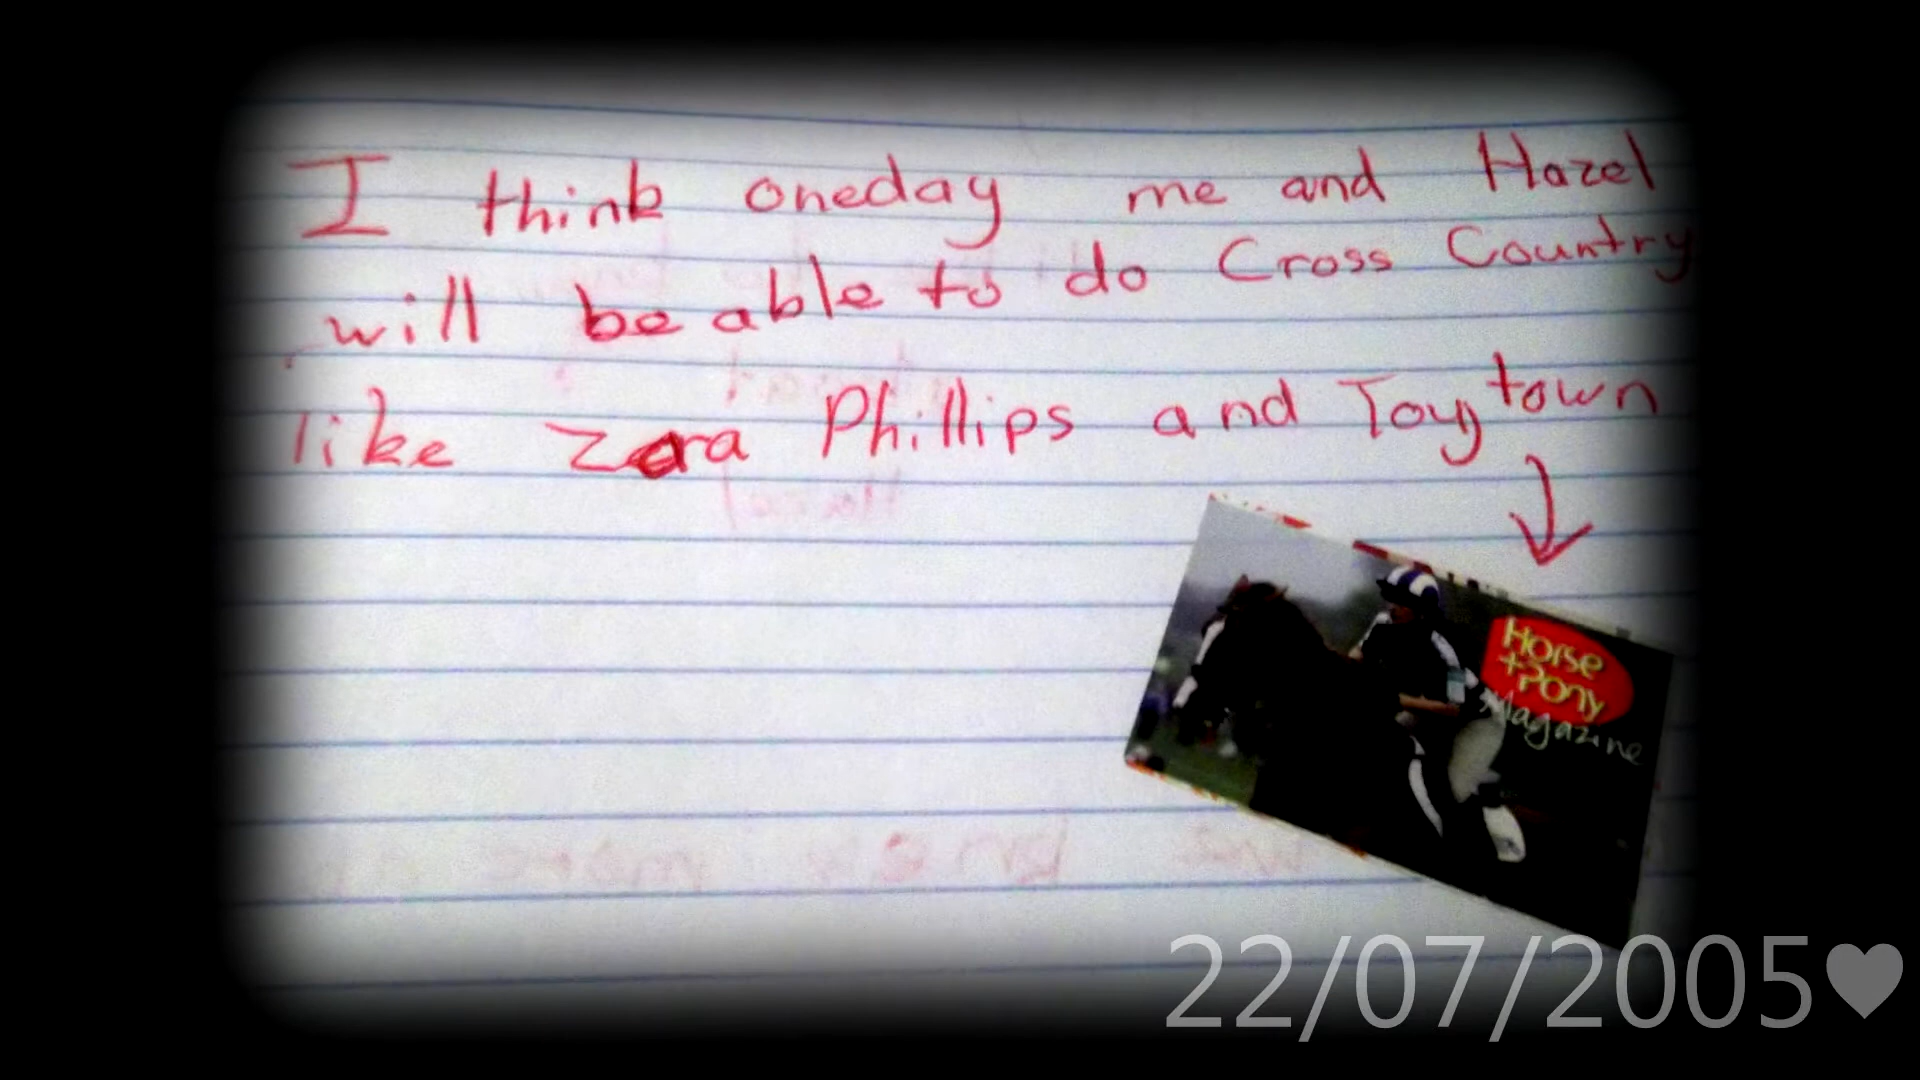 I think oneday me and Hazel
will be able to do Cross Country
like Zara Phillips and Toytown
Horse
+Pony
Magazine
22/07/2005♥